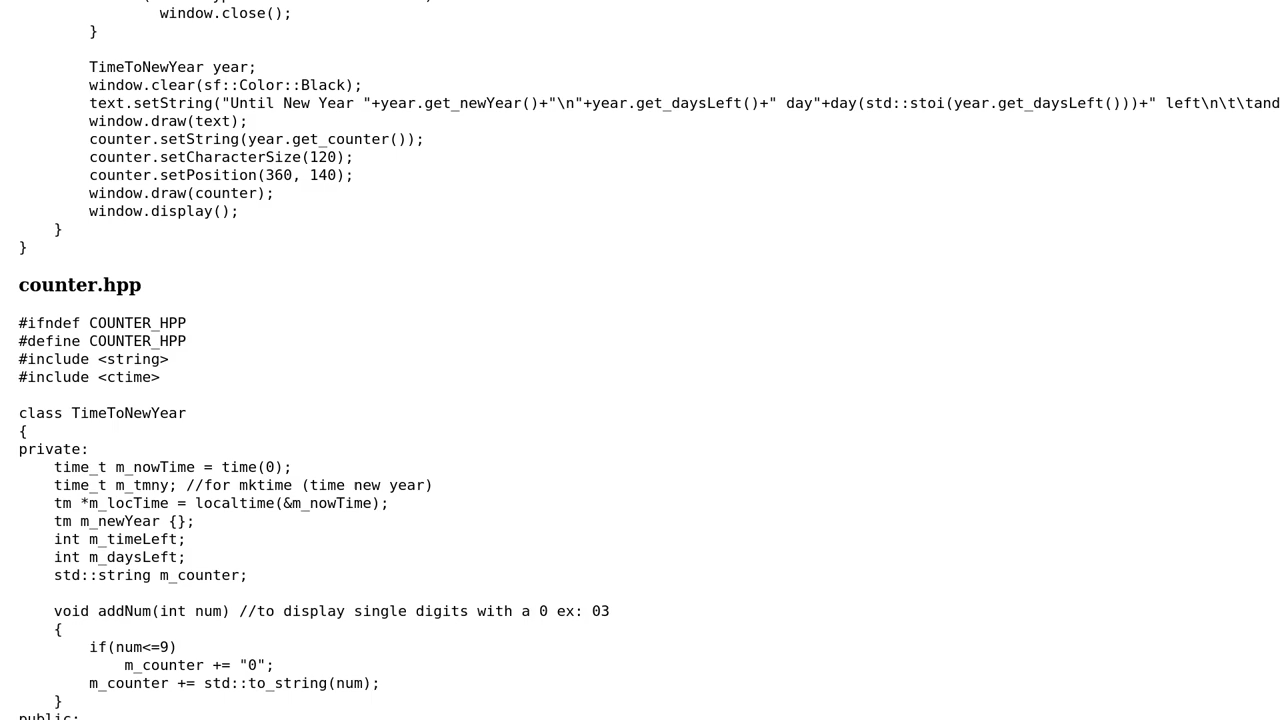 window.close();
}
TimeToNewYear year;
window.clear(sf::Color::Black);
text.setString("Until New Year "+year.get_newYear()+"\n"+year.get_daysLeft()+" day"+day(std::stoi(year.get_daysLeft()))+" left\n\t\tand
window.draw(text);
counter.setString(year.get_counter());
counter.setCharacterSize(120);
counter.setPosition(360, 140);
window.draw(counter);
window.display();
}
}
counter.hpp
#ifndef COUNTER_HPP
#define COUNTER_HPP
#include <string>
#include <ctime>
class TimeToNewYear
{
private:
time_t m_nowTime = time(0);
time_t m_tmny; //for mktime (time new year)
tm *m_locTime = localtime(&m_nowTime);
tm m_newYear {};
int m_timeLeft;
int m_daysLeft;
std::string m_counter;
void addNum(int num) //to display single digits with a 0 ex: 03
{
if(num<=9)
m_counter += "0";
m_counter += std::to_string(num);
}
public: